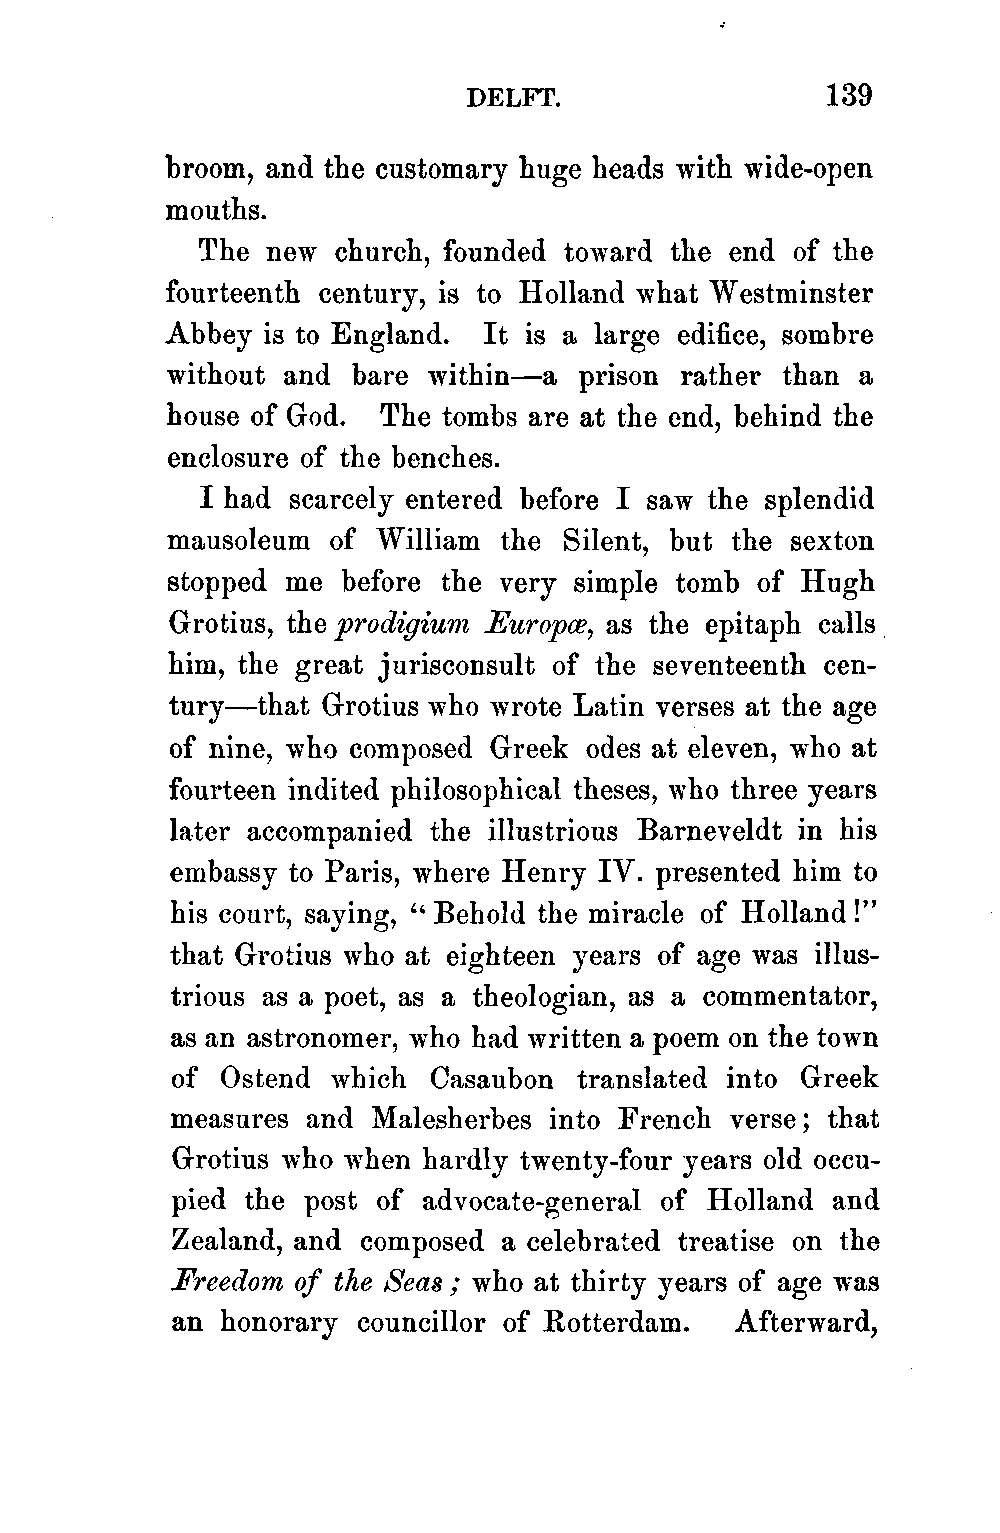 DELFT. 139
broom, and the customary huge heads with wide-open
mouths.
The new church, founded toward the end of the
fourteenth century, is to Holland what Westminster
Abbey is to England. It is a large edifice, sombre
without and bare within—a prison rather than a
house of God. The tombs are at the end, behind the
enclosure of the benches.
I had scarcely entered before I saw the splendid
mausoleum of William the Silent, but the sexton
stopped me before the very simple tomb of Hugh
Grotius, the prodigium Europœ, as the epitaph calls
him, the great jurisconsult of the seventeenth cen-
tury—that Grotius who wrote Latin verses at the age
of nine, who composed Greek odes at eleven, who at
fourteen indited philosophical theses, who three years
later accompanied the illustrious Barneveldt in his
embassy to Paris, where Henry IV. presented him to
his court, saying, “Behold the miracle of Holland!”
that Grotius who at eighteen years of age was illus-
trious as a poet, as a theologian, as a commentator,
as an astronomer, who had written a poem on the town
of Ostend which Casaubon translated into Greek
measures and Malesherbes into French verse; that
Grotius who when hardly twenty-four years old occu-
pied the post of advocate-general of Holland and
Zealand, and composed a celebrated treatise on the
Freedom of the Seas; who at thirty years of age was
an honorary councillor of Rotterdam. Afterward,